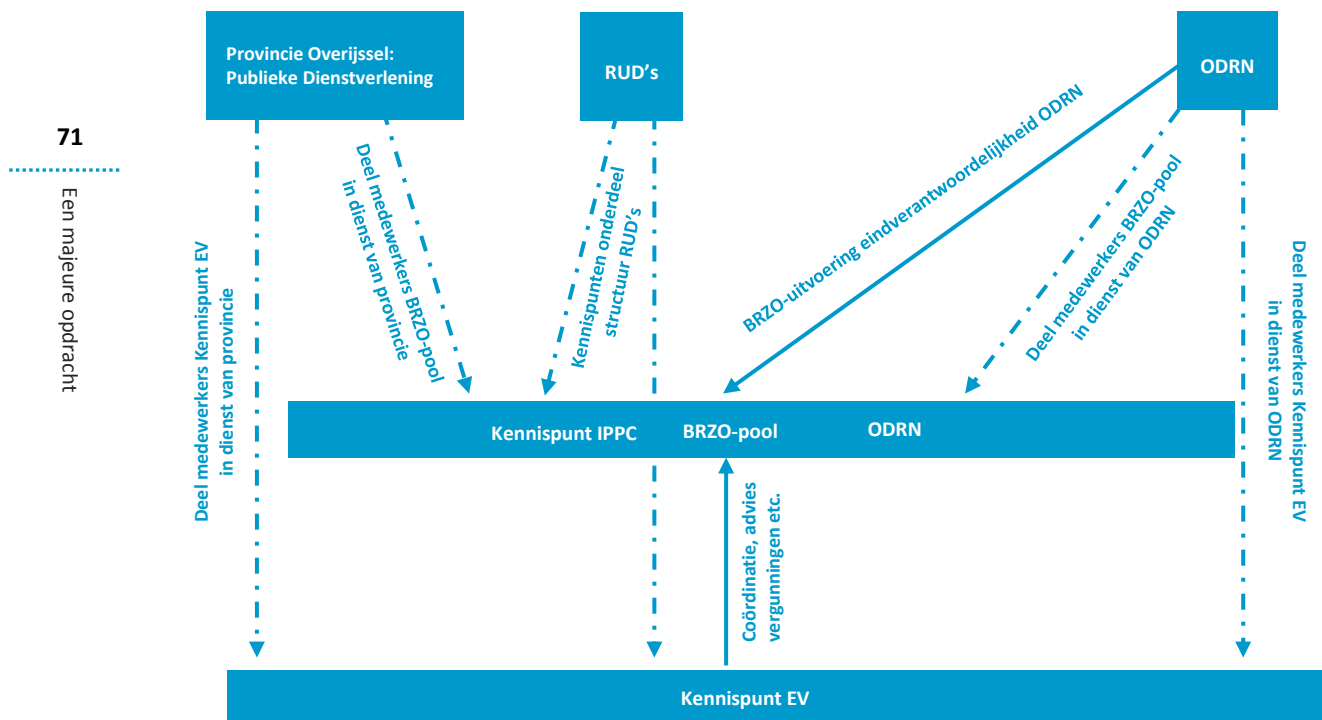 71
Een majeure opdracht
Provincie Overijssel:
Publieke Dienstverlening
RUD’s
ODRN
Deel medewerkers Kennispunt EV
in dienst van provincie
Deel medewerkers BRZO-pool
in dienst van provincie
Kennispunten onderdeel
structuur RUD’s
BRZO-uitvoering eindverantwoordelijkheid ODRN
Deel medewerkers BRZO-pool
in dienst van ODRN
Deel medewerkers Kennispunt EV
in dienst van ODRN
Kennispunt IPPC
BRZO-pool
ODRN
Coördinatie, advies
vergunningen etc.
Kennispunt EV